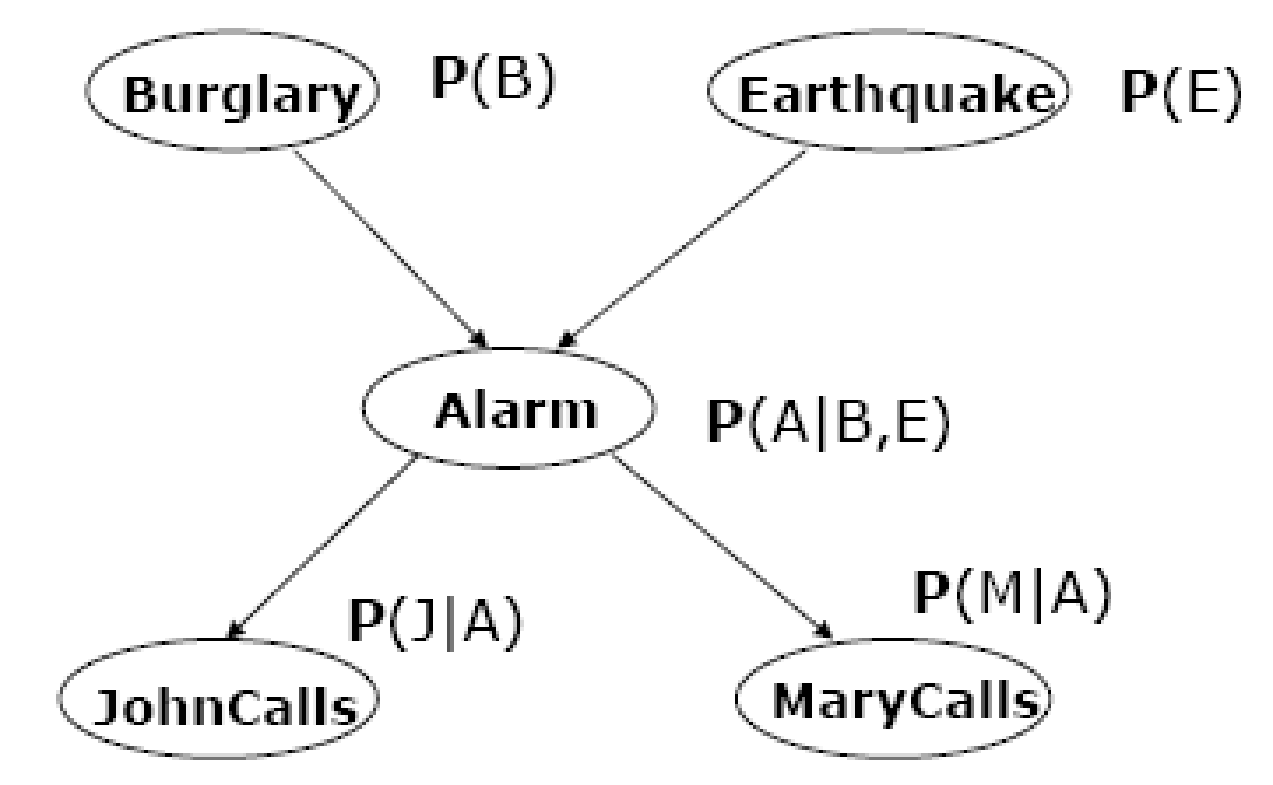 Burglary
P(B)
Earthquake
P(E)
Alarm
P(A|B,E)
P(J|A)
P(M|A)
JohnCalls
MaryCalls